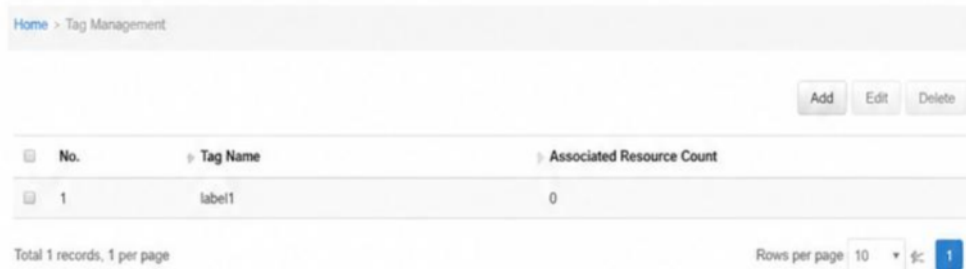 Home > Tag Management
Add Edit Delete
No. Tag Name Associated Resource Count
1 label1 0
Total 1 records, 1 per page Rows per page 10 1